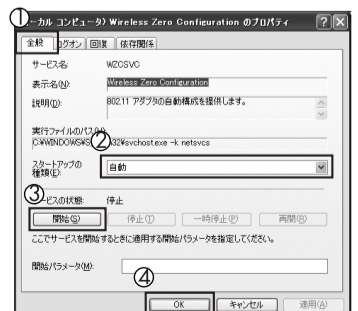 ①
ーカル コンピュータ) Wireless Zero Configuration のプロパティ
全般 ログオン 回復 依存関係
サービス名: WZCSVC
表示名(N): Wireless Zero Configuration
説明(D): 802.11 アダプタの自動構成を提供します。
実行ファイルのパス(H):
C:¥WINDOWS¥S 32¥svchost.exe -k netsvcs
②
スタートアップの
種類(E): 自動
③
ービスの状態: 停止
開始(S) 停止(T) 一時停止(P) 再開(R)
ここでサービスを開始するときに適用する開始パラメータを指定してください。
開始パラメータ(M):
④
OK キャンセル 適用(A)